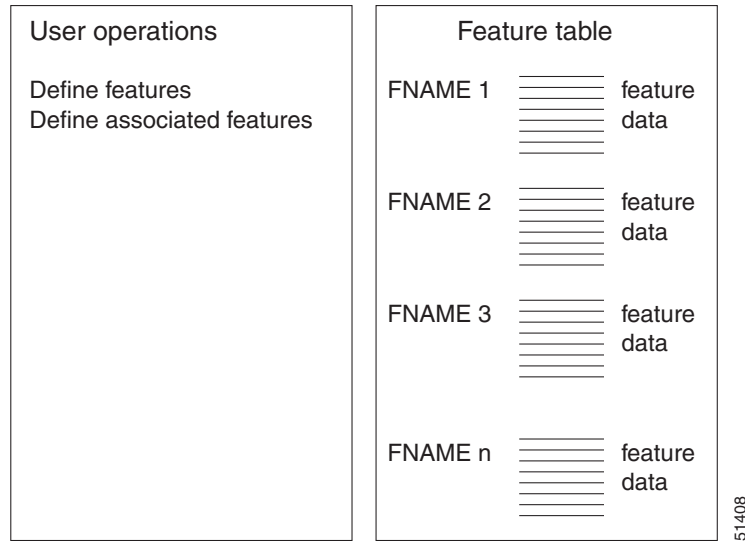 User operations
Define features
Define associated features
Feature table
FNAME 1 feature
data
FNAME 2 feature
data
FNAME 3 feature
data
FNAME n feature
data
51408